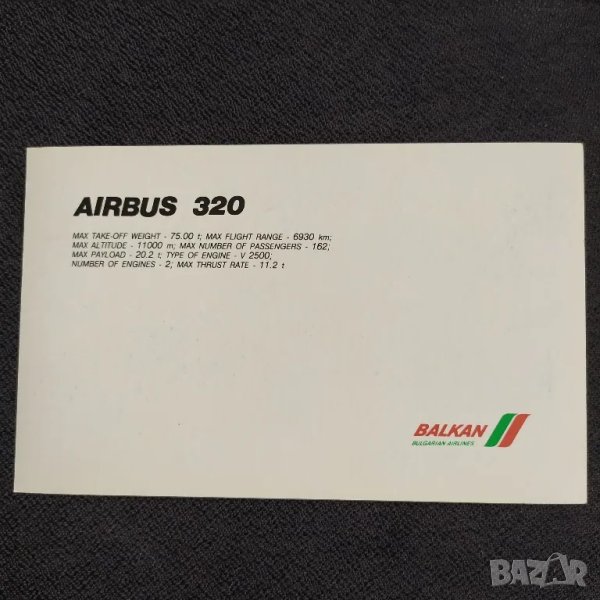 AIRBUS 320
MAX TAKE-OFF WEIGHT - 75.00 t; MAX FLIGHT RANGE - 6930 km;
MAX ALTITUDE - 11000 m; MAX NUMBER OF PASSENGERS - 162;
MAX PAYLOAD - 20.2 t; TYPE OF ENGINE - V 2500;
NUMBER OF ENGINES - 2; MAX THRUST RATE - 11.2 t
BALKAN
BULGARIAN AIRLINES
BAZAR